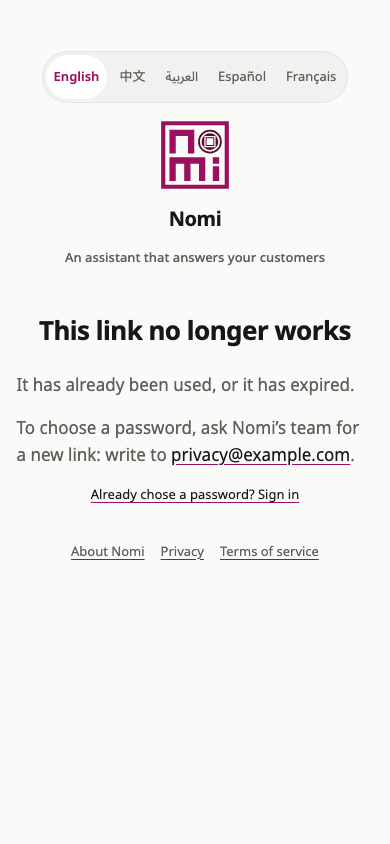 English 中文 العربية Español Français
nomi
Nomi
An assistant that answers your customers
This link no longer works
It has already been used, or it has expired.
To choose a password, ask Nomi’s team for
a new link: write to privacy@example.com.
Already chose a password? Sign in
About Nomi Privacy Terms of service